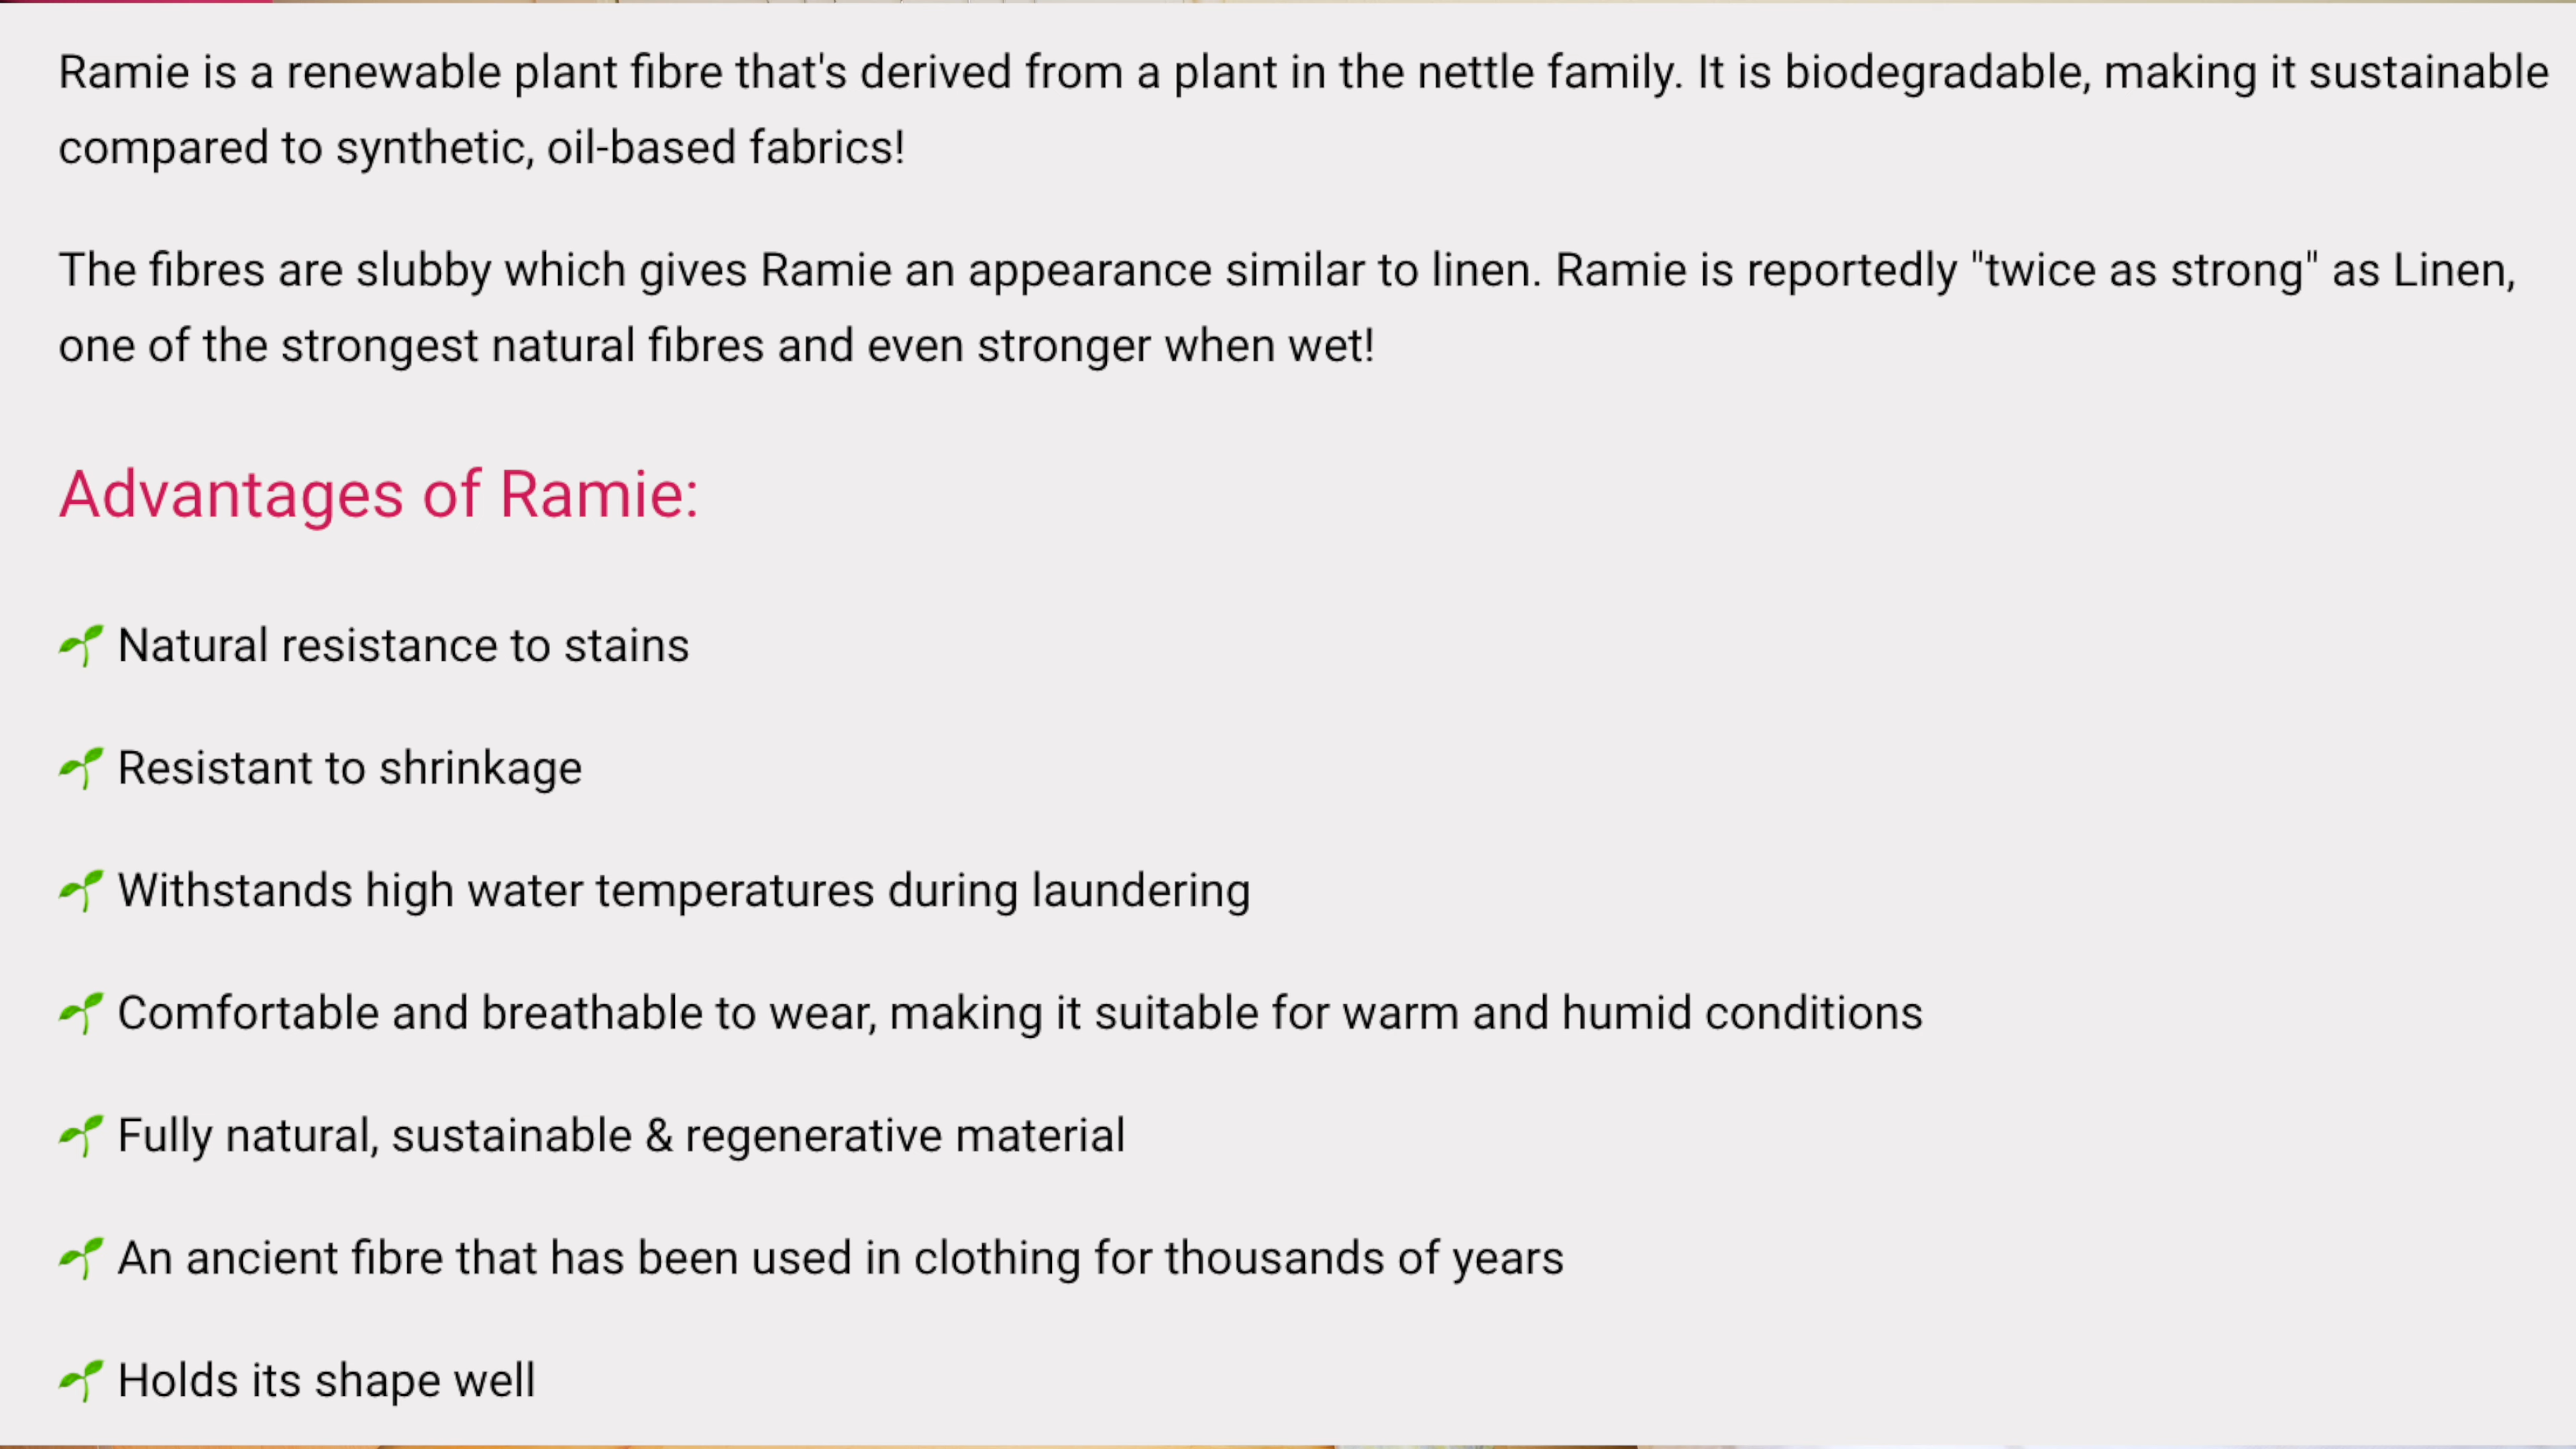 Ramie is a renewable plant fibre that's derived from a plant in the nettle family. It is biodegradable, making it sustainable
compared to synthetic, oil-based fabrics!
The fibres are slubby which gives Ramie an appearance similar to linen. Ramie is reportedly "twice as strong" as Linen,
one of the strongest natural fibres and even stronger when wet!
Advantages of Ramie:
🌱 Natural resistance to stains
🌱 Resistant to shrinkage
🌱 Withstands high water temperatures during laundering
🌱 Comfortable and breathable to wear, making it suitable for warm and humid conditions
🌱 Fully natural, sustainable & regenerative material
🌱 An ancient fibre that has been used in clothing for thousands of years
🌱 Holds its shape well